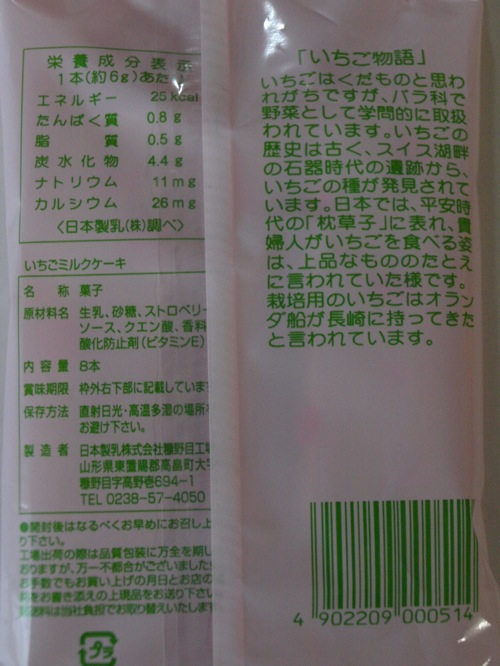 栄養成分表示
1本(約6g)あたり
エネルギー 25kcal
たんぱく質 0.8g
脂質 0.5g
炭水化物 4.4g
ナトリウム 11mg
カルシウム 26mg
〈日本製乳(株)調べ〉
いちごミルクケーキ
名称 菓子
原材料名 生乳、砂糖、ストロベリー
ソース、クエン酸、香料
酸化防止剤(ビタミンE)
内容量 8本
賞味期限 枠外右下部に記載しています
保存方法 直射日光・高温多湿の場所を
お避け下さい。
製造者 日本製乳株式会社糠野目工場
山形県東置賜郡高畠町大字
糠野目字高野壱694-1
TEL 0238-57-4050
●開封後はなるべくお早めにお召し上
り下さい。
工場出荷の際は品質包装に万全を期し
おりますが、万一不都合がございました
お手数でもお買い上げの月日とお店の
お書き添えの上現品をお送り下さい
送料は当社負担でお取り替えいたします
プラ
「いちご物語」
いちごはくだものと思わ
れがちですが、バラ科で
野菜として学問的に取扱
われています。いちごの
歴史は古く、スイス湖畔
の石器時代の遺跡から、
いちごの種が発見されて
います。日本では、平安時
代の「枕草子」に表れ、貴
婦人がいちごを食べる姿
は、上品なもののたとえ
に言われていた様です。
栽培用のいちごはオラン
ダ船が長崎に持ってきた
と言われています。
4 902209 000514